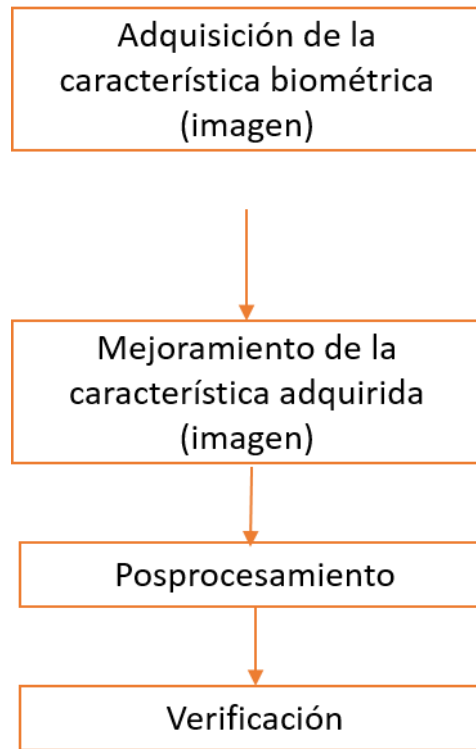 Adquisición de la
característica biométrica
(imagen)
Mejoramiento de la
característica adquirida
(imagen)
Posprocesamiento
Verificación